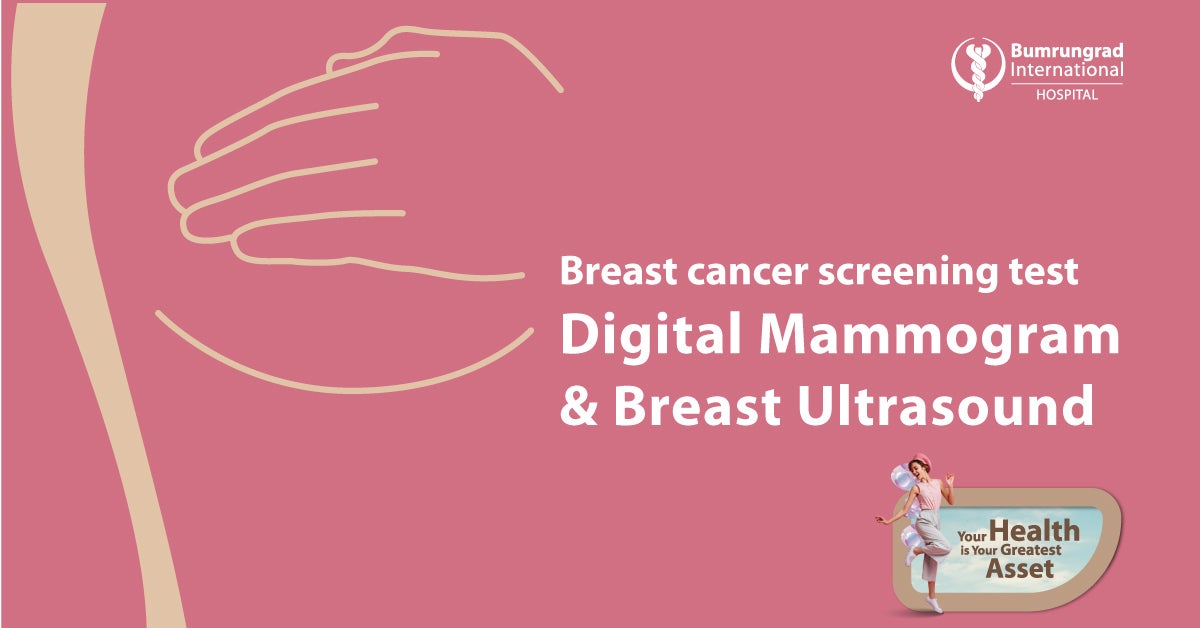 Bumrungrad
International
HOSPITAL
Breast cancer screening test
Digital Mammogram
& Breast Ultrasound
Your Health
is Your Greatest
Asset